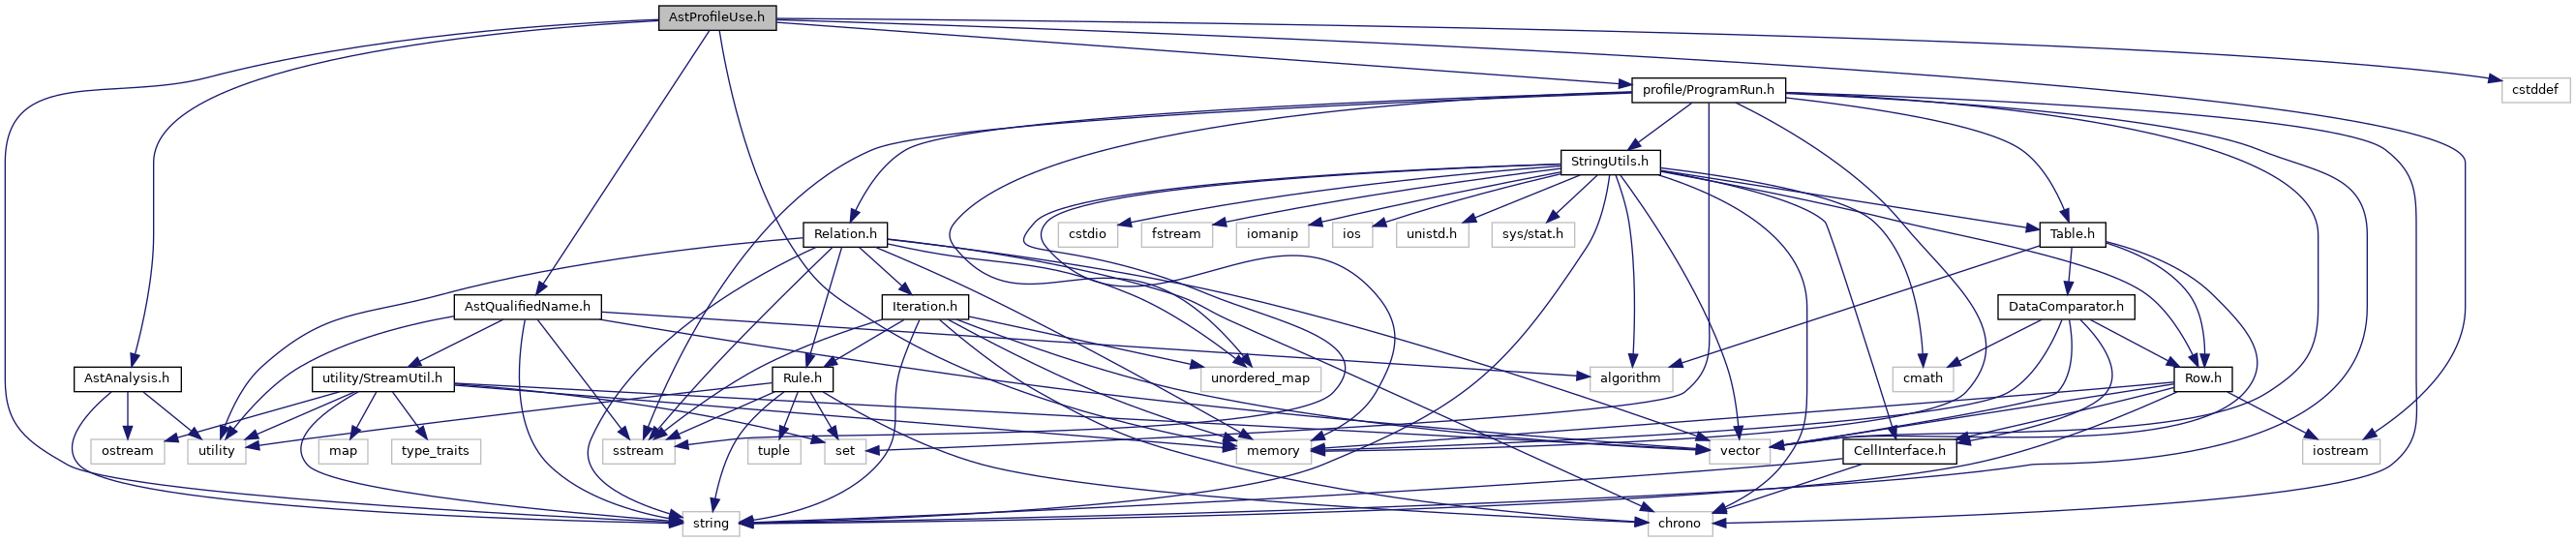 AstProfileUse.h
profile/ProgramRun.h
cstddef
StringUtils.h
Relation.h
cstdio
fstream
iomanip
ios
unistd.h
sys/stat.h
Table.h
AstQualifiedName.h
Iteration.h
DataComparator.h
AstAnalysis.h
utility/StreamUtil.h
Rule.h
unordered_map
algorithm
cmath
Row.h
ostream
utility
map
type_traits
sstream
tuple
set
memory
vector
CellInterface.h
iostream
string
chrono